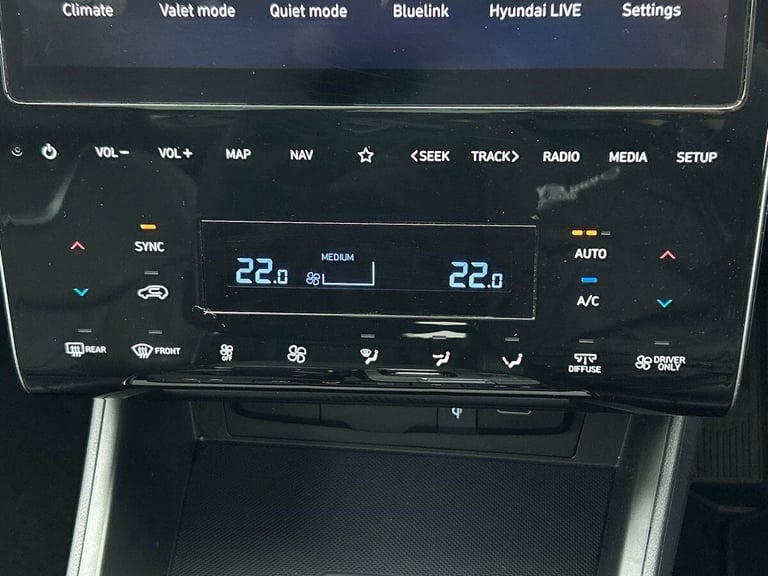 Climate Valet mode Quiet mode Bluelink Hyundai LIVE Settings
VOL− VOL+ MAP NAV <SEEK TRACK> RADIO MEDIA SETUP
SYNC AUTO
MEDIUM
22.0 22.0
A/C
REAR FRONT OFF DIFFUSE DRIVER
ONLY